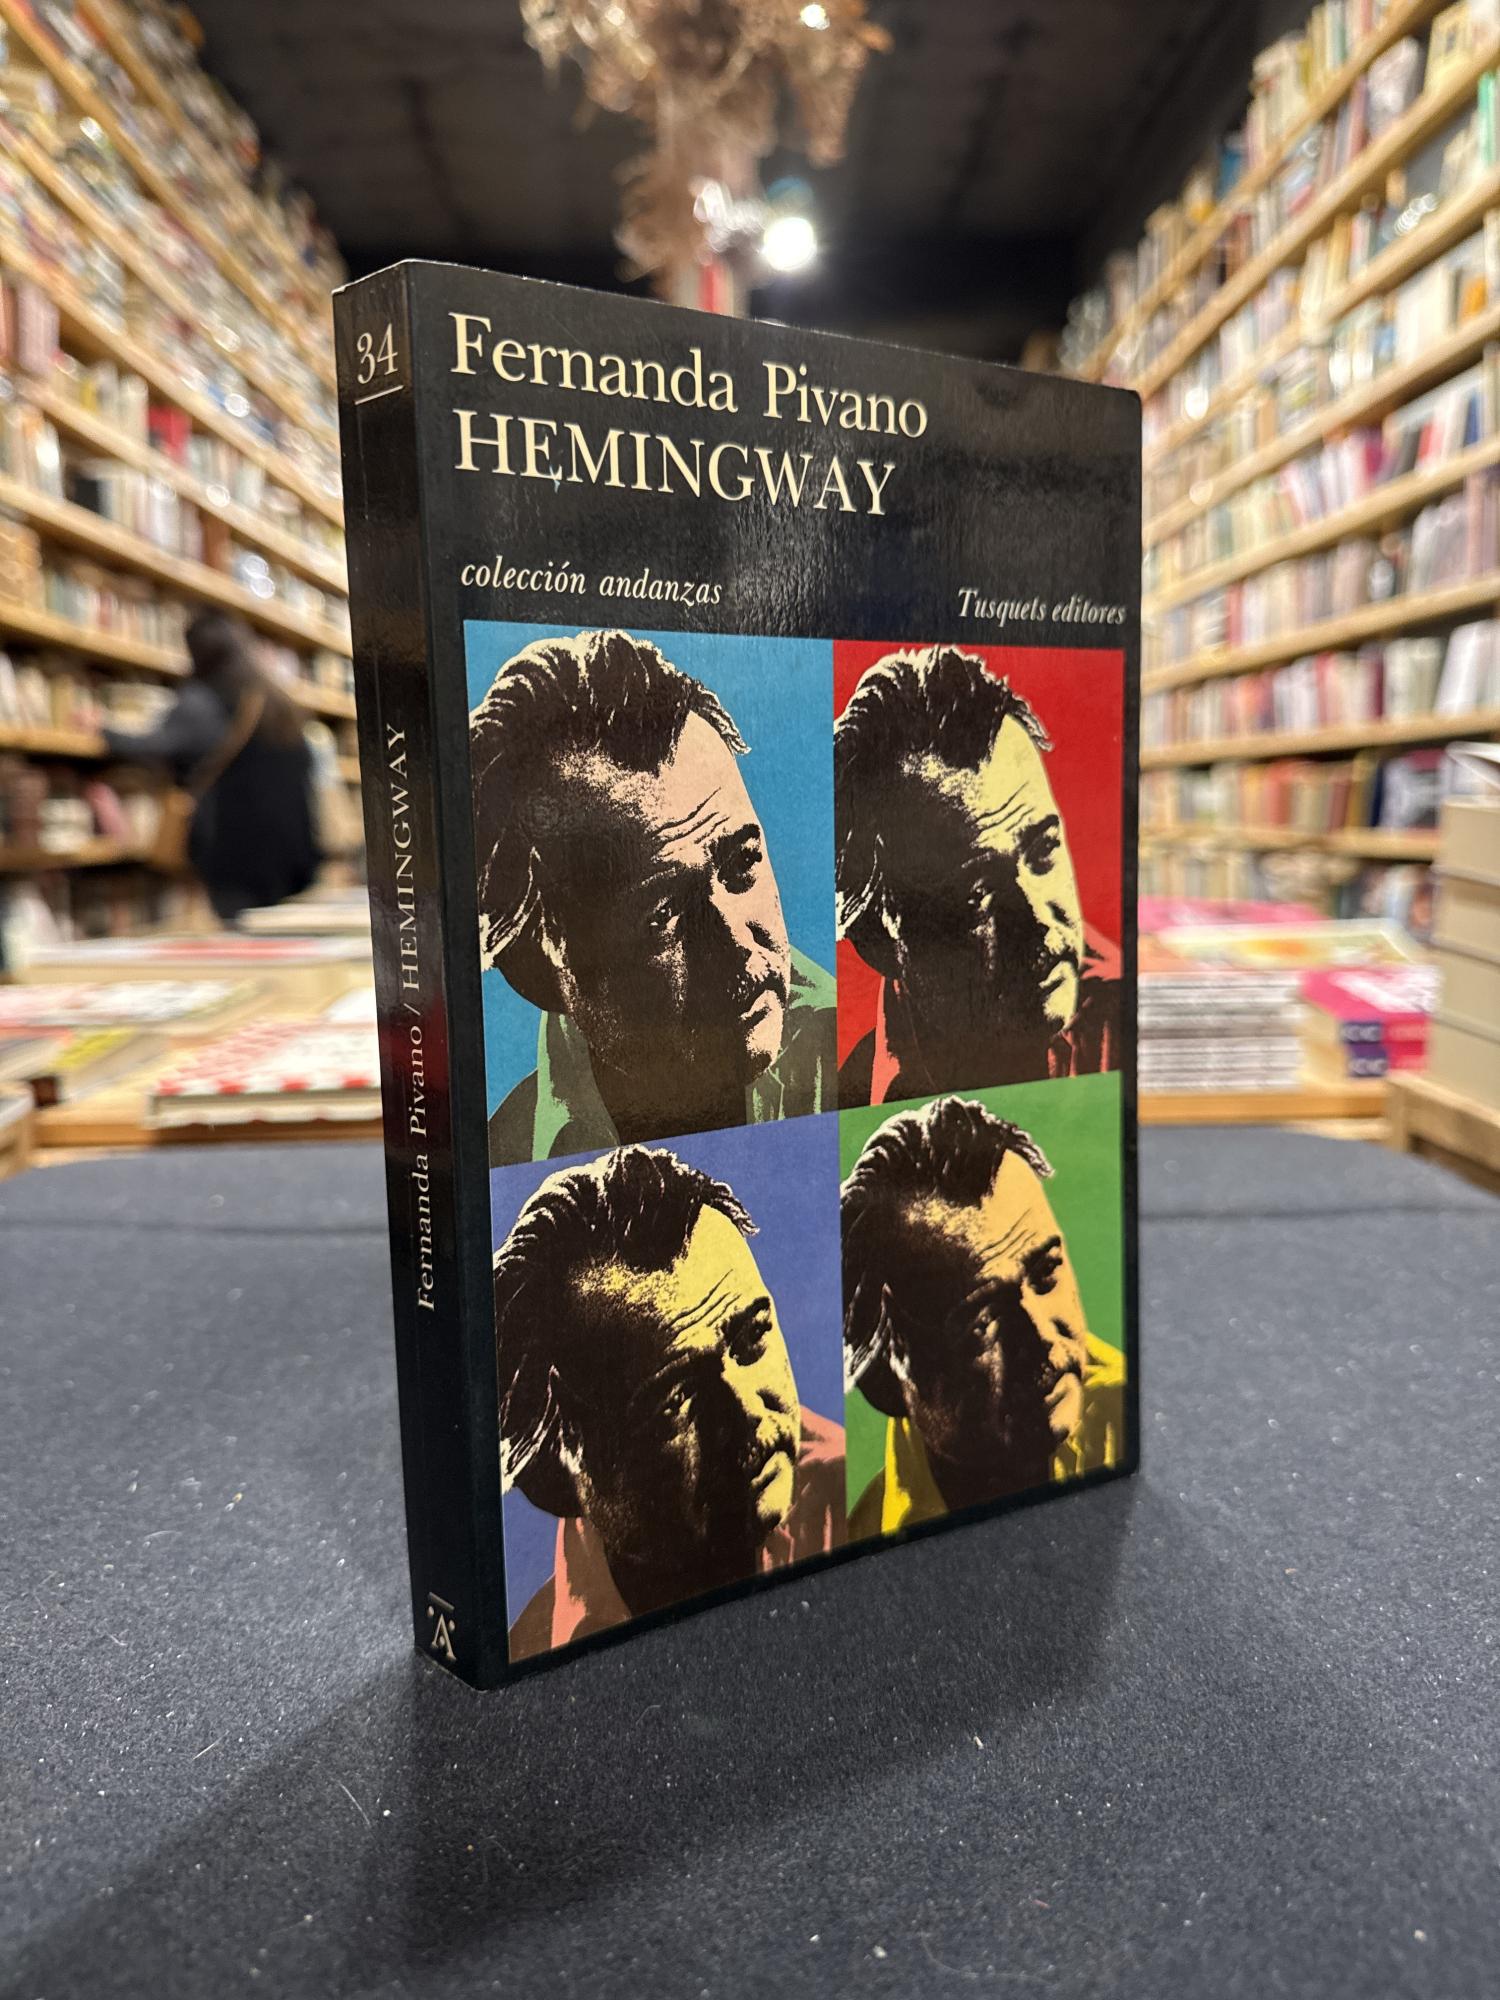 34
Fernanda Pivano
HEMINGWAY
colección andanzas
Tusquets editores
Fernanda Pivano / HEMINGWAY